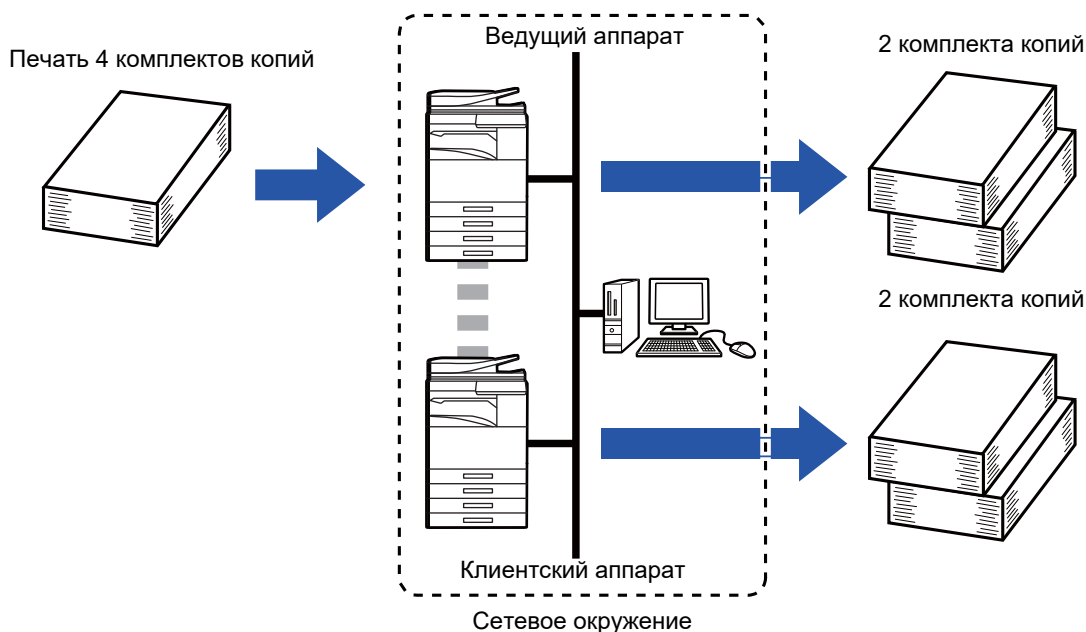 Печать 4 комплектов копий
Ведущий аппарат
2 комплекта копий
2 комплекта копий
Клиентский аппарат
Сетевое окружение